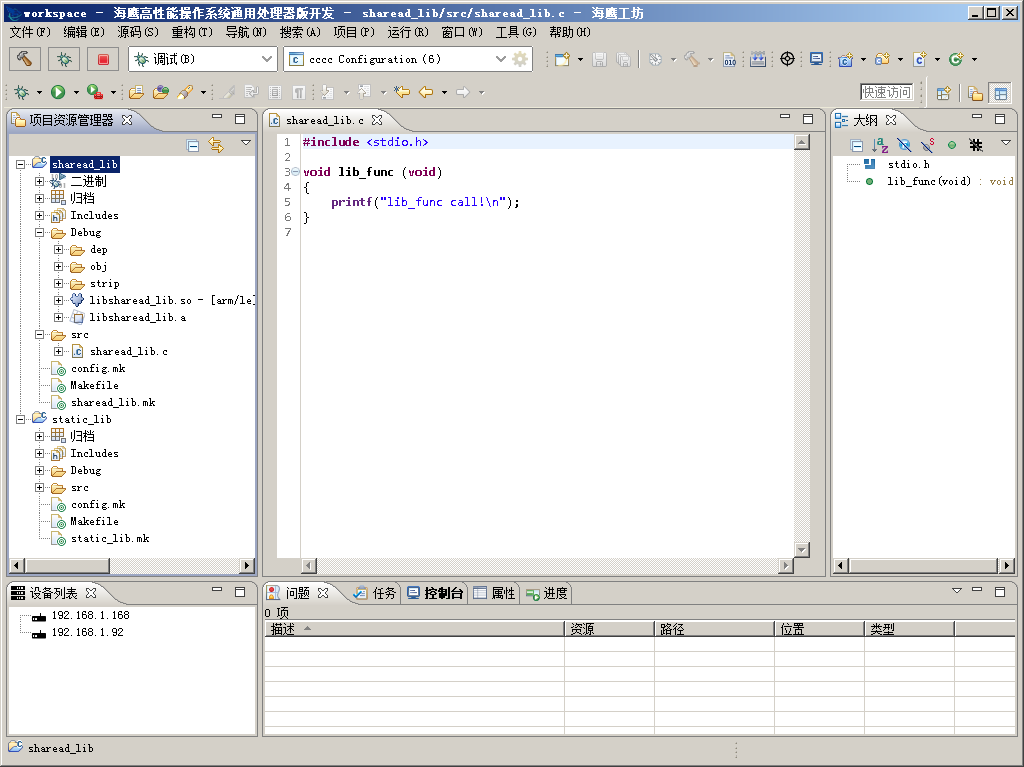 workspace - 海鹰高性能操作系统通用处理器版开发 - sharead_lib/src/sharead_lib.c - 海鹰工坊
文件(F) 编辑(E) 源码(S) 重构(T) 导航(N) 搜索(A) 项目(P) 运行(R) 窗口(W) 工具(G) 帮助(H)
调试(B) cccc Configuration (6)
快速访问
项目资源管理器
sharead_lib
二进制
归档
Includes
Debug
dep
obj
strip
libsharead_lib.so - [arm/le]
libsharead_lib.a
src
sharead_lib.c
config.mk
Makefile
sharead_lib.mk
static_lib
归档
Includes
Debug
src
config.mk
Makefile
static_lib.mk
sharead_lib.c
1 #include <stdio.h>
2
3 void lib_func (void)
4 {
5 printf("lib_func call!\n");
6 }
7
大纲
stdio.h
lib_func(void) : void
设备列表
192.168.1.168
192.168.1.92
问题 任务 控制台 属性 进度
0 项
描述 资源 路径 位置 类型
sharead_lib